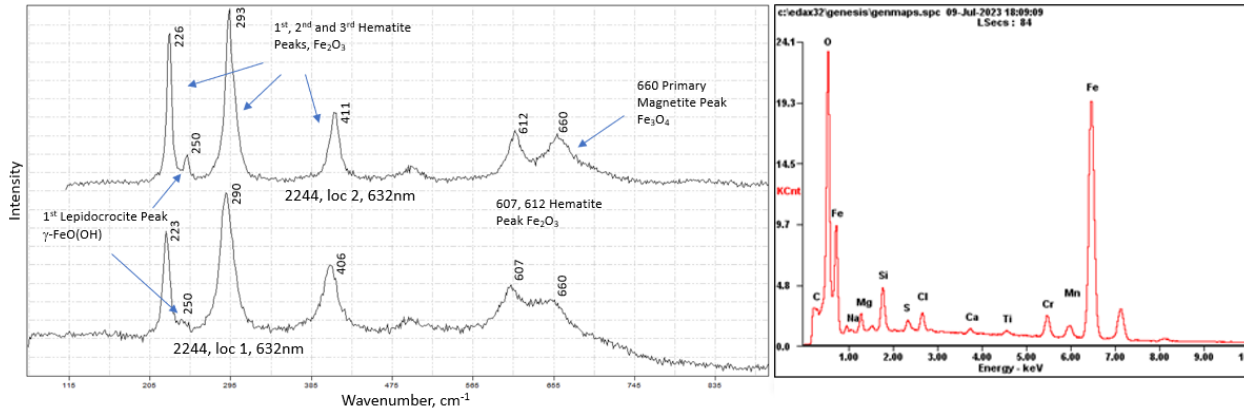 226
293
1st, 2nd and 3rd Hematite
Peaks, Fe2O3
250
411
612
660
660 Primary
Magnetite Peak
Fe3O4
2244, loc 2, 632nm
1st Lepidocrocite Peak
γ-FeO(OH)
223
250
290
406
607, 612 Hematite
Peak Fe2O3
607
660
2244, loc 1, 632nm
Intensity
116 205 296 385 475 566 655 745 835
Wavenumber, cm-1
c:\edax32\genesis\genmaps.spc 09-Jul-2023 18:09:09
LSecs : 84
24.1
19.3
14.5
KCnt
9.7
4.8
0.0
O
Fe
C
Na
Mg
Si
S
Cl
Ca
Ti
Cr
Mn
Fe
1.00 2.00 3.00 4.00 5.00 6.00 7.00 8.00 9.00 10
Energy - keV